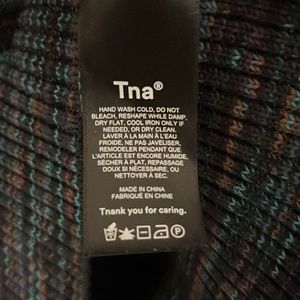 Tna®
HAND WASH COLD, DO NOT
BLEACH, RESHAPE WHILE DAMP,
DRY FLAT, COOL IRON ONLY IF
NEEDED, OR DRY CLEAN.
LAVER À LA MAIN À L'EAU
FROIDE, NE PAS JAVELISER,
REMODELER PENDANT QUE
L'ARTICLE EST ENCORE HUMIDE,
SÉCHER À PLAT, REPASSAGE
DOUX SI NÉCESSAIRE, OU
NETTOYER À SEC.
MADE IN CHINA
FABRIQUÉ EN CHINE
Tnank you for caring.
P